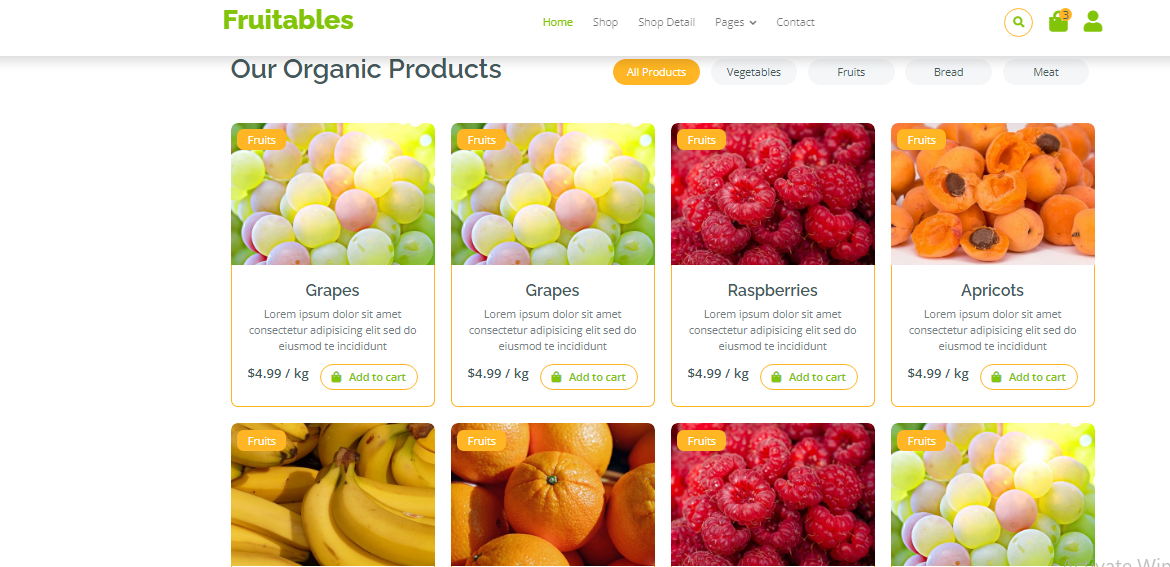 Fruitables
Home Shop Shop Detail Pages Contact
3
Our Organic Products
All Products Vegetables Fruits Bread Meat
Fruits Fruits Fruits Fruits
Grapes
Lorem ipsum dolor sit amet
consectetur adipisicing elit sed do
eiusmod te incididunt
$4.99 / kg Add to cart
Grapes
Lorem ipsum dolor sit amet
consectetur adipisicing elit sed do
eiusmod te incididunt
$4.99 / kg Add to cart
Raspberries
Lorem ipsum dolor sit amet
consectetur adipisicing elit sed do
eiusmod te incididunt
$4.99 / kg Add to cart
Apricots
Lorem ipsum dolor sit amet
consectetur adipisicing elit sed do
eiusmod te incididunt
$4.99 / kg Add to cart
Fruits Fruits Fruits Fruits